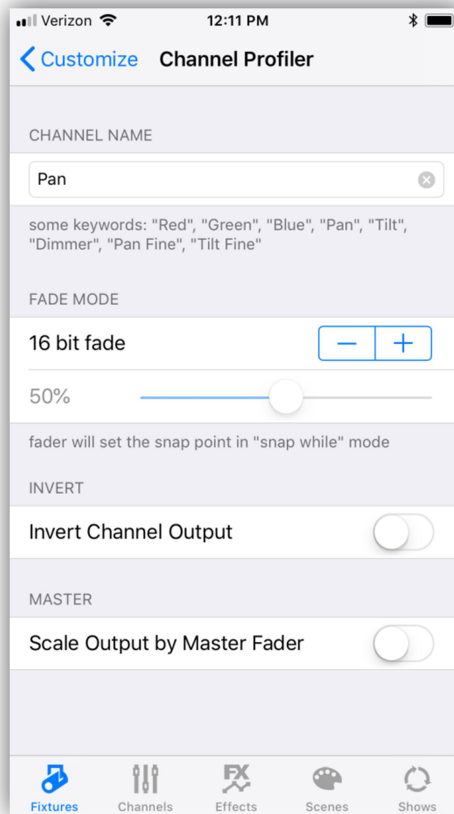 Verizon 12:11 PM
Customize Channel Profiler
CHANNEL NAME
Pan
some keywords: "Red", "Green", "Blue", "Pan", "Tilt",
"Dimmer", "Pan Fine", "Tilt Fine"
FADE MODE
16 bit fade − +
50%
fader will set the snap point in "snap while" mode
INVERT
Invert Channel Output
MASTER
Scale Output by Master Fader
FX
Fixtures Channels Effects Scenes Shows